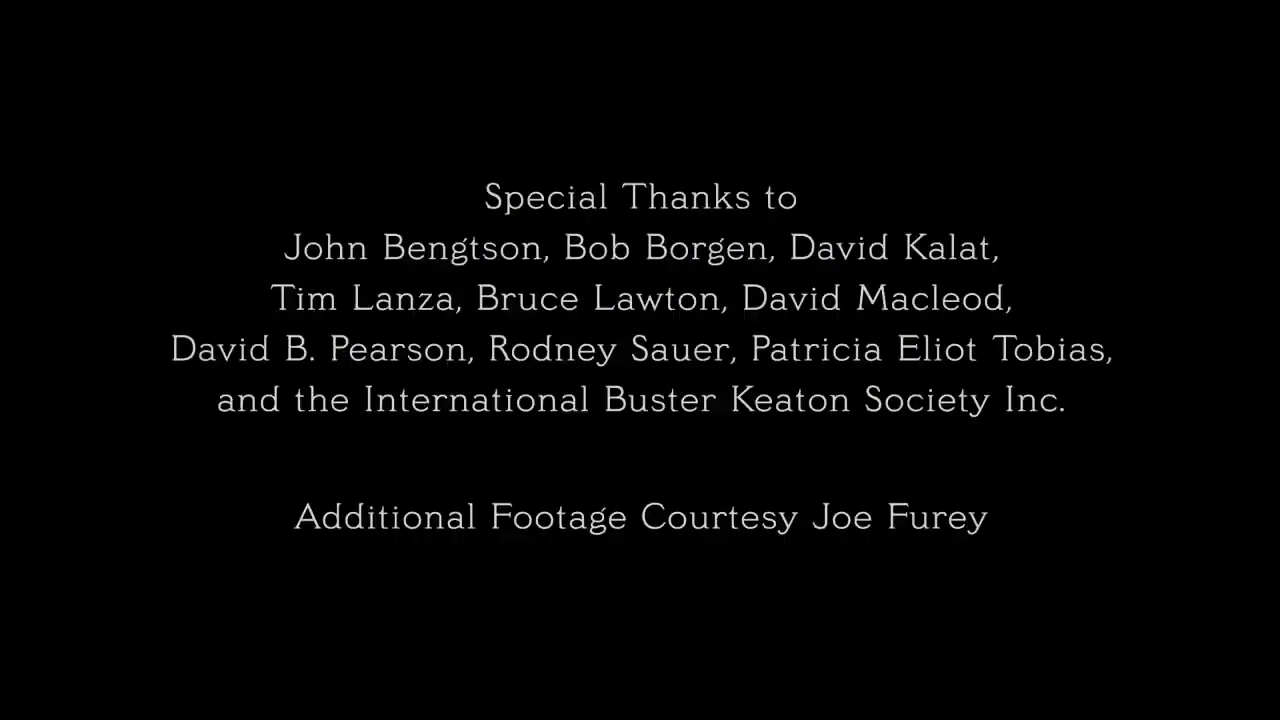 Special Thanks to
John Bengtson, Bob Borgen, David Kalat,
Tim Lanza, Bruce Lawton, David Macleod,
David B. Pearson, Rodney Sauer, Patricia Eliot Tobias,
and the International Buster Keaton Society Inc.
Additional Footage Courtesy Joe Furey